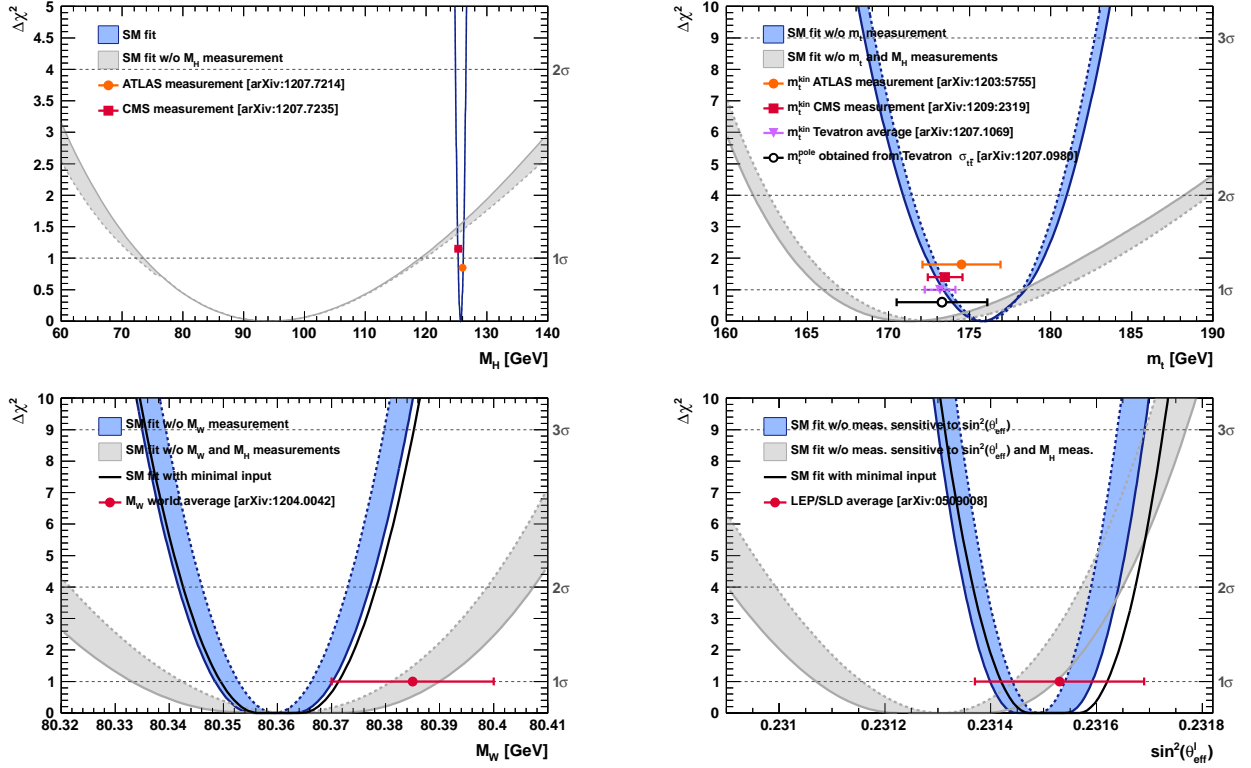 Δχ²
5
4.5
4
3.5
3
2.5
2
1.5
1
0.5
0
SM fit
SM fit w/o M_H measurement
ATLAS measurement [arXiv:1207.7214]
CMS measurement [arXiv:1207.7235]
2σ
1σ
60 70 80 90 100 110 120 130 140
M_H [GeV]
Δχ²
10
9
8
7
6
5
4
3
2
1
0
SM fit w/o m_t measurement
SM fit w/o m_t and M_H measurements
m_t^kin ATLAS measurement [arXiv:1203:5755]
m_t^kin CMS measurement [arXiv:1209:2319]
m_t^kin Tevatron average [arXiv:1207.1069]
m_t^pole obtained from Tevatron σ_tt̄ [arXiv:1207.0980]
3σ
2σ
1σ
160 165 170 175 180 185 190
m_t [GeV]
Δχ²
10
9
8
7
6
5
4
3
2
1
0
SM fit w/o M_W measurement
SM fit w/o M_W and M_H measurements
SM fit with minimal input
M_W world average [arXiv:1204.0042]
3σ
2σ
1σ
80.32 80.33 80.34 80.35 80.36 80.37 80.38 80.39 80.4 80.41
M_W [GeV]
Δχ²
10
9
8
7
6
5
4
3
2
1
0
SM fit w/o meas. sensitive to sin²(θ^l_eff)
SM fit w/o meas. sensitive to sin²(θ^l_eff) and M_H meas.
SM fit with minimal input
LEP/SLD average [arXiv:0509008]
3σ
2σ
1σ
0.231 0.2312 0.2314 0.2316 0.2318
sin²(θ^l_eff)